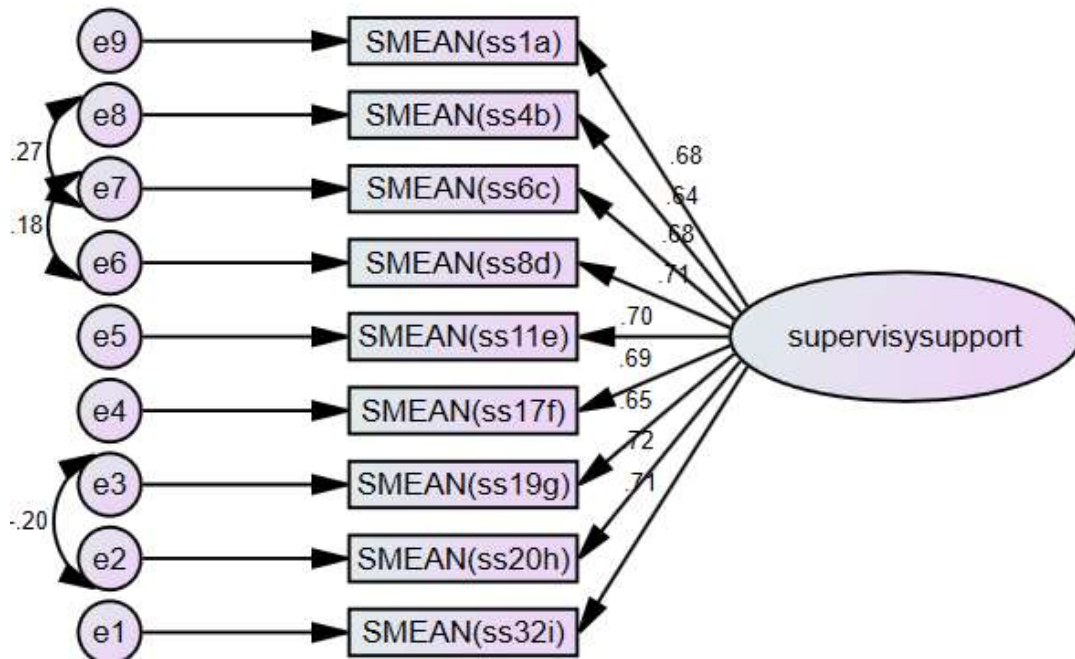 e9 SMEAN(ss1a)
e8 SMEAN(ss4b)
.27
.68
e7 SMEAN(ss6c)
.64
.18
.68
e6 SMEAN(ss8d)
.71
e5 SMEAN(ss11e)
.70
supervisysupport
.69
e4 SMEAN(ss17f)
.65
.72
e3 SMEAN(ss19g)
.71
-.20
e2 SMEAN(ss20h)
e1 SMEAN(ss32i)